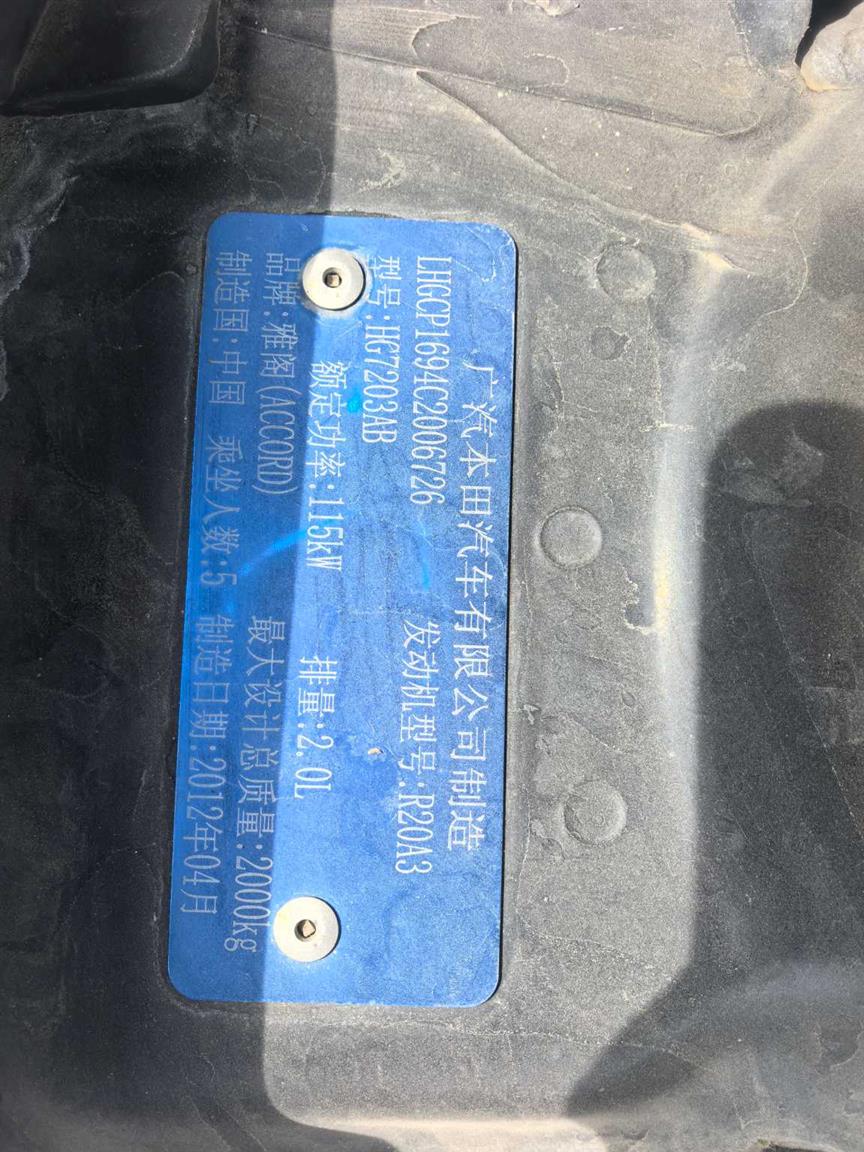 广汽本田汽车有限公司制造
LHGCP1694C2006726 发动机型号:R20A3
型号:HG7203AB
额定功率:115kW 排量:2.0L
品牌:雅阁(ACCORD) 最大设计总质量:2000kg
制造国:中国 乘坐人数:5 制造日期:2012年04月